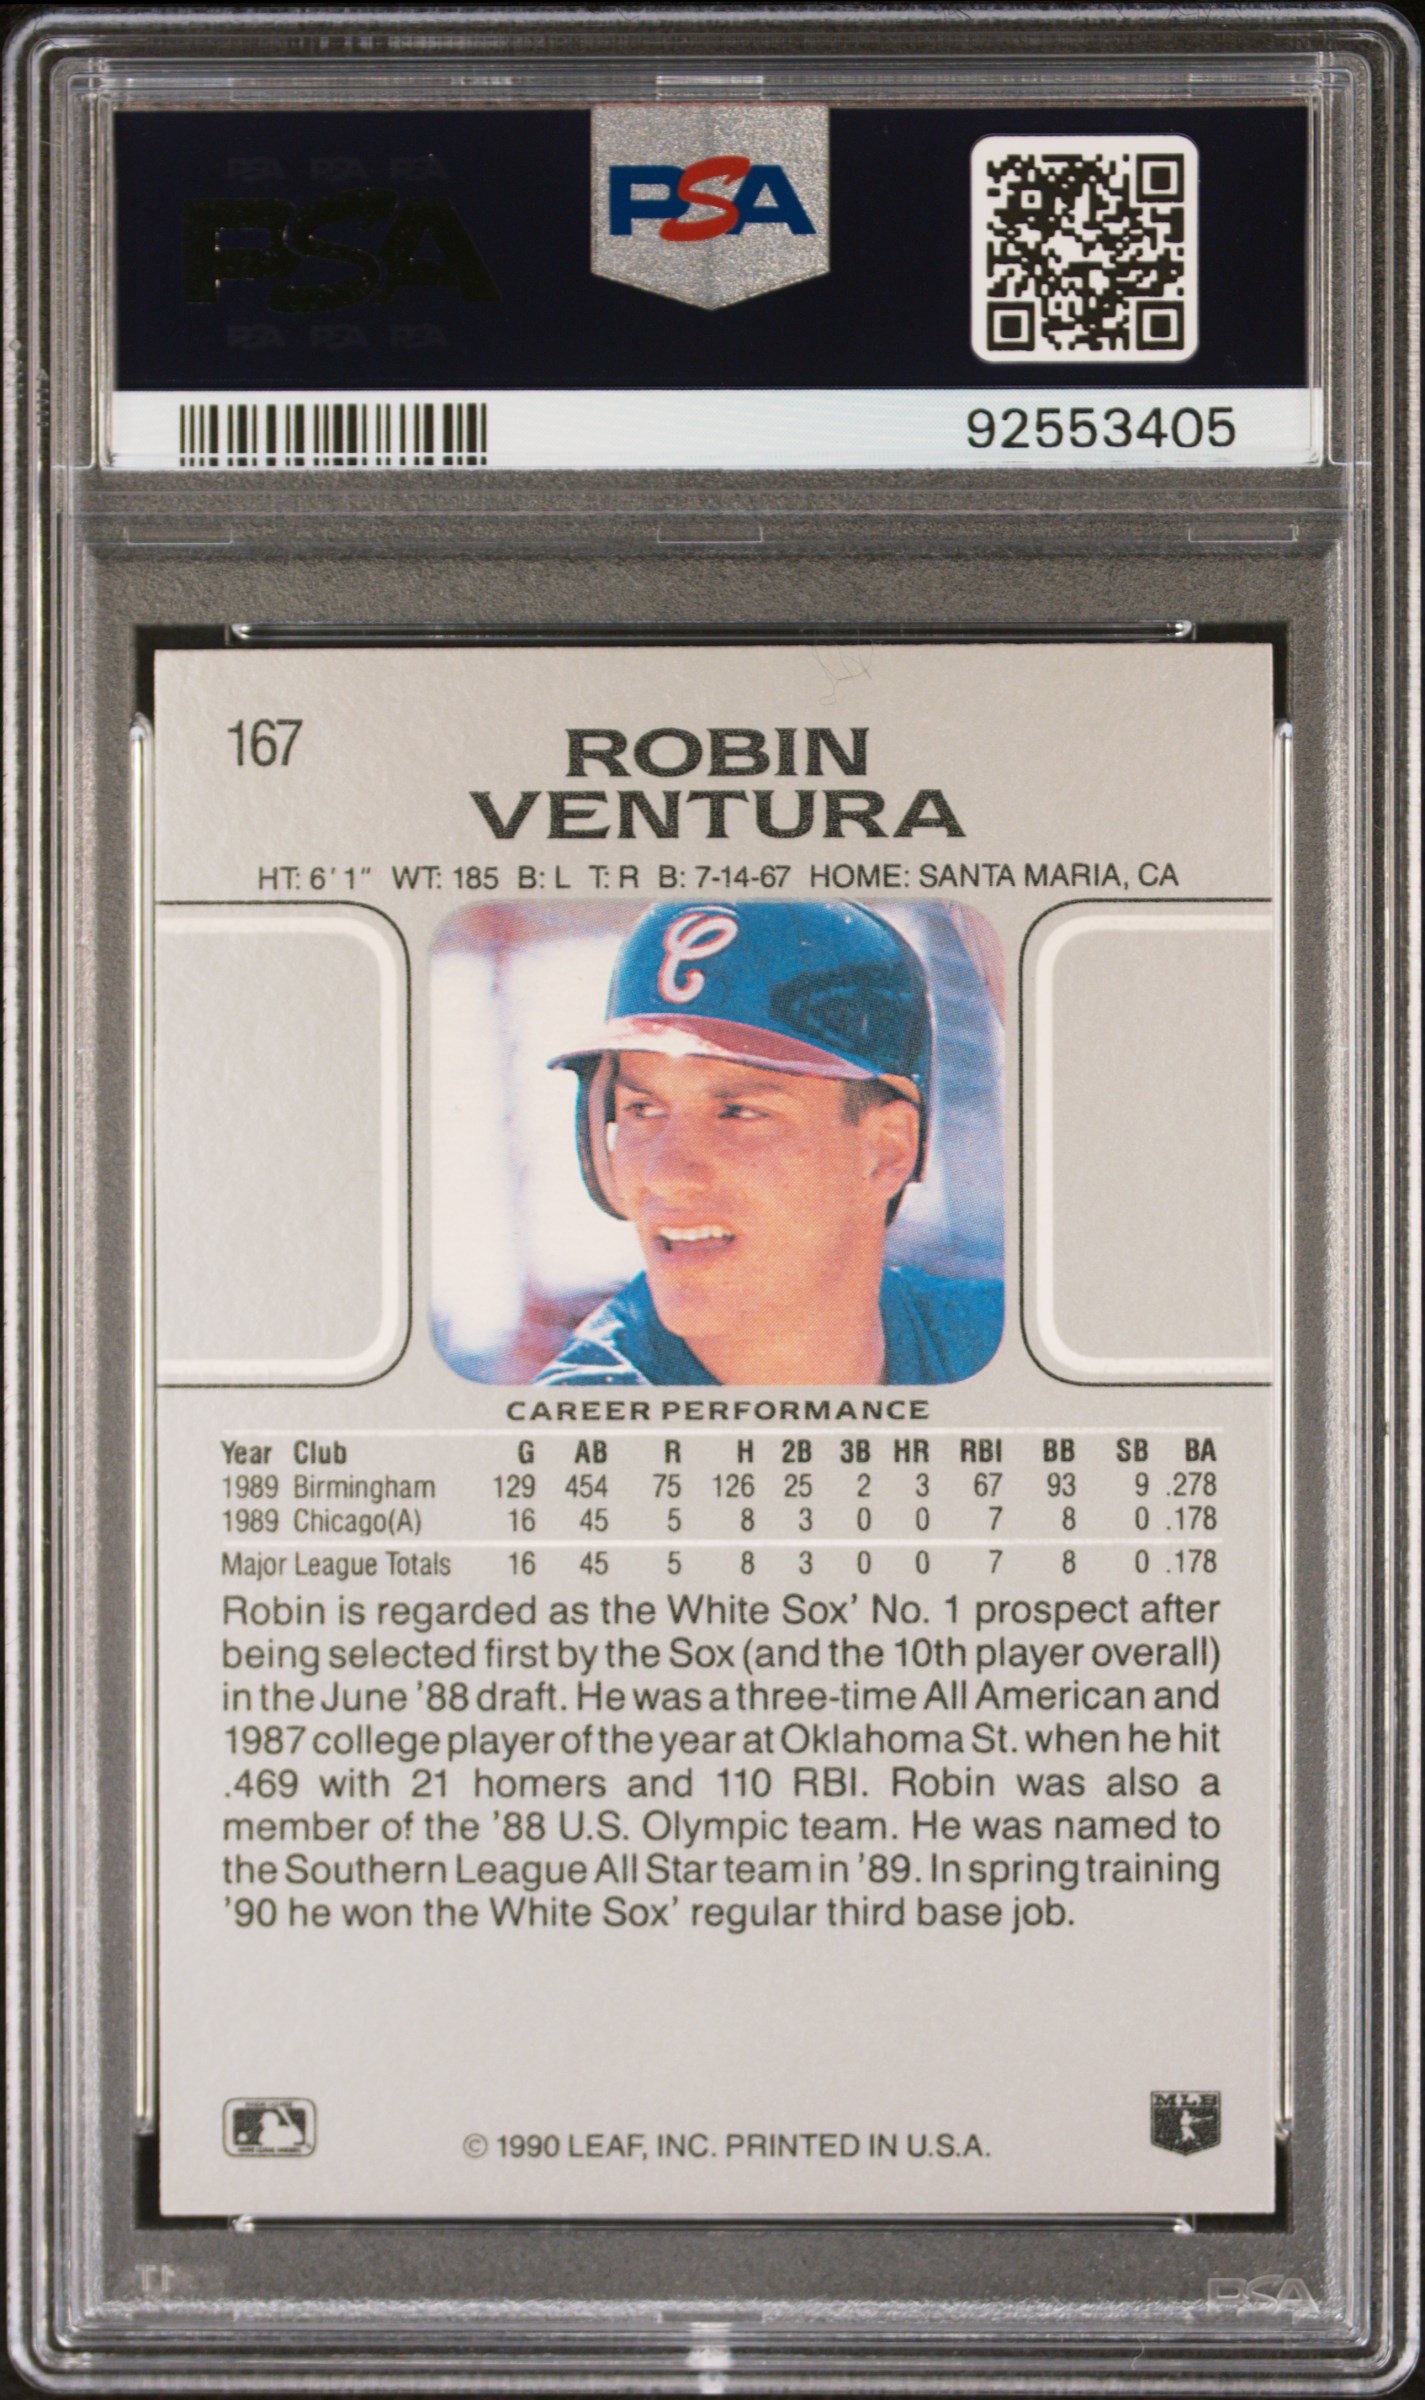 PSA PSA PSA
PSA
PSA PSA PSA
PSA
92553405
167
ROBIN
VENTURA
HT: 6'1" WT: 185 B: L T: R B: 7-14-67 HOME: SANTA MARIA, CA
C
CAREER PERFORMANCE
Year Club G AB R H 2B 3B HR RBI BB SB BA
1989 Birmingham 129 454 75 126 25 2 3 67 93 9 .278
1989 Chicago(A) 16 45 5 8 3 0 0 7 8 0 .178
Major League Totals 16 45 5 8 3 0 0 7 8 0 .178
Robin is regarded as the White Sox' No. 1 prospect after
being selected first by the Sox (and the 10th player overall)
in the June '88 draft. He was a three-time All American and
1987 college player of the year at Oklahoma St. when he hit
.469 with 21 homers and 110 RBI. Robin was also a
member of the '88 U.S. Olympic team. He was named to
the Southern League All Star team in '89. In spring training
'90 he won the White Sox' regular third base job.
© 1990 LEAF, INC. PRINTED IN U.S.A.
MLB
PSA